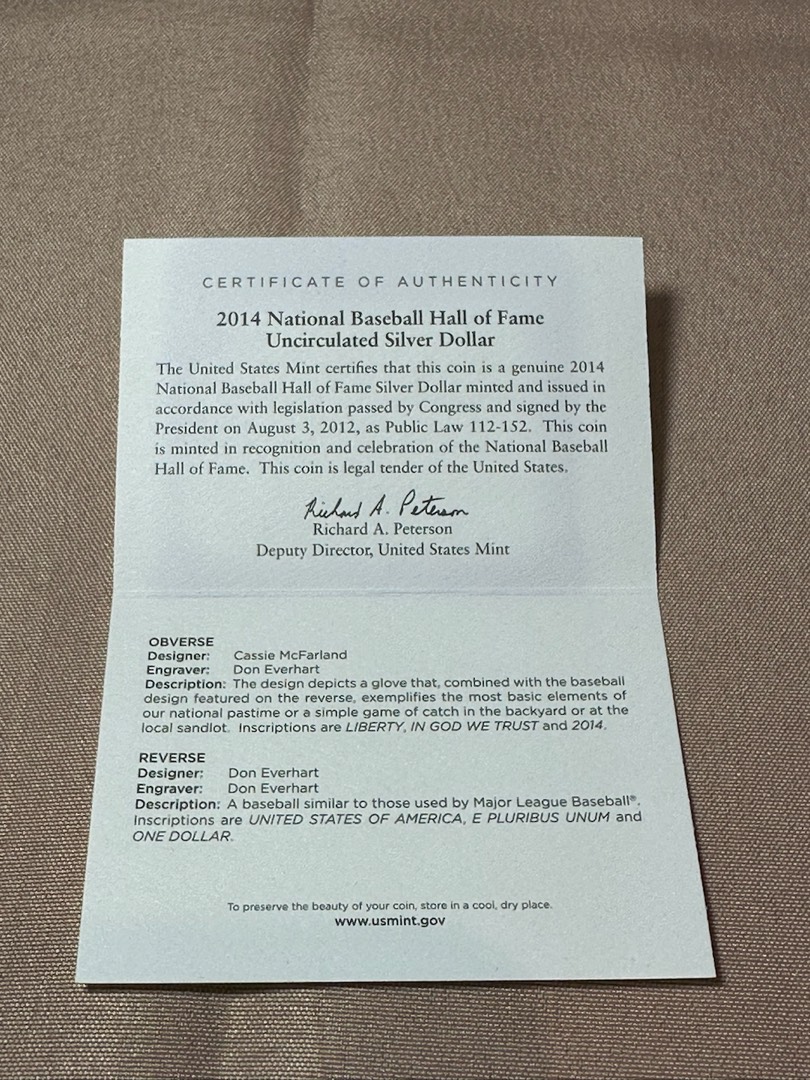 CERTIFICATE OF AUTHENTICITY
2014 National Baseball Hall of Fame
Uncirculated Silver Dollar
The United States Mint certifies that this coin is a genuine 2014
National Baseball Hall of Fame Silver Dollar minted and issued in
accordance with legislation passed by Congress and signed by the
President on August 3, 2012, as Public Law 112-152. This coin
is minted in recognition and celebration of the National Baseball
Hall of Fame. This coin is legal tender of the United States.
Richard A. Peterson
Richard A. Peterson
Deputy Director, United States Mint
OBVERSE
Designer: Cassie McFarland
Engraver: Don Everhart
Description: The design depicts a glove that, combined with the baseball
design featured on the reverse, exemplifies the most basic elements of
our national pastime or a simple game of catch in the backyard or at the
local sandlot. Inscriptions are LIBERTY, IN GOD WE TRUST and 2014.
REVERSE
Designer: Don Everhart
Engraver: Don Everhart
Description: A baseball similar to those used by Major League Baseball®.
Inscriptions are UNITED STATES OF AMERICA, E PLURIBUS UNUM and
ONE DOLLAR.
To preserve the beauty of your coin, store in a cool, dry place.
www.usmint.gov